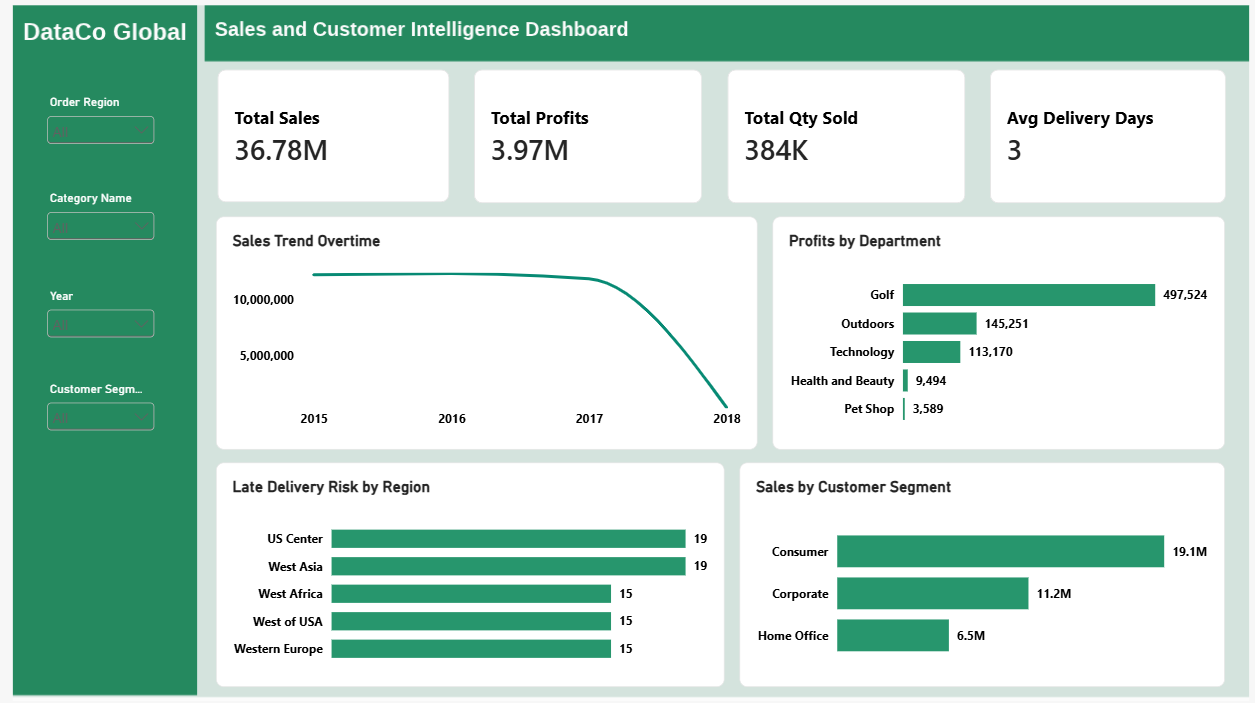 DataCo Global
Sales and Customer Intelligence Dashboard
Order Region
All
Category Name
All
Year
All
Customer Segm...
All
Total Sales
36.78M
Total Profits
3.97M
Total Qty Sold
384K
Avg Delivery Days
3
Sales Trend Overtime
10,000,000
5,000,000
2015 2016 2017 2018
Profits by Department
Golf 497,524
Outdoors 145,251
Technology 113,170
Health and Beauty 9,494
Pet Shop 3,589
Late Delivery Risk by Region
US Center 19
West Asia 19
West Africa 15
West of USA 15
Western Europe 15
Sales by Customer Segment
Consumer 19.1M
Corporate 11.2M
Home Office 6.5M